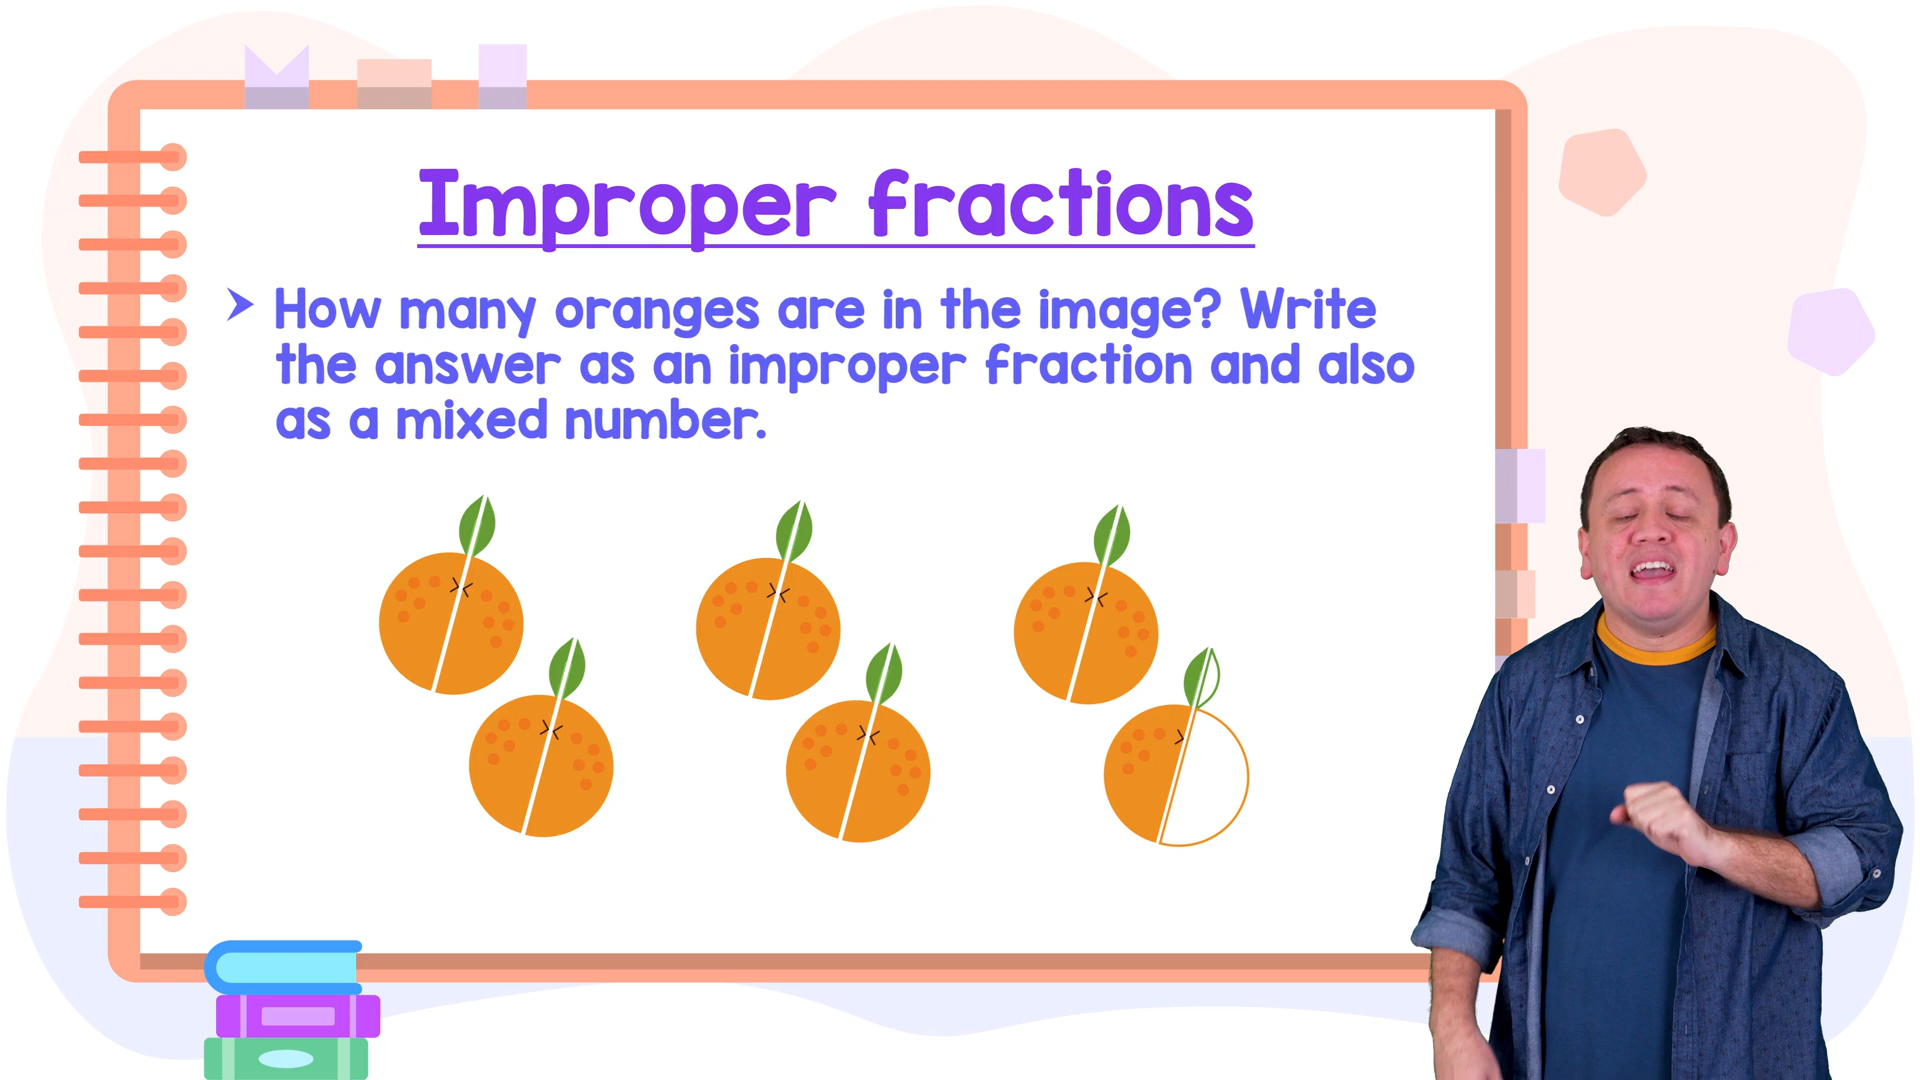 Improper fractions
➤ How many oranges are in the image? Write
the answer as an improper fraction and also
as a mixed number.